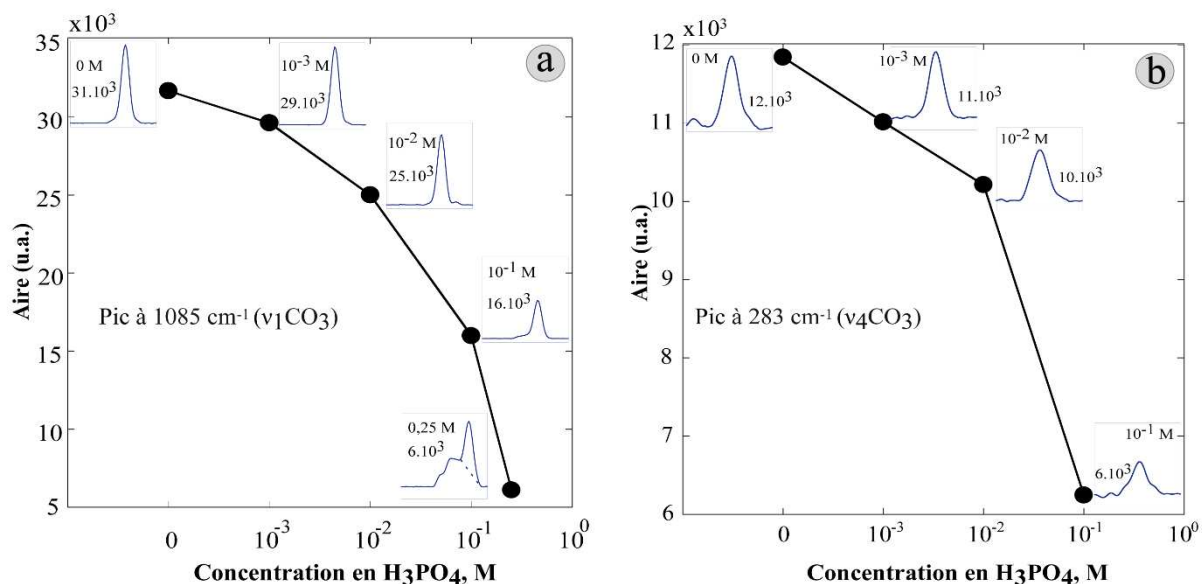 x10³
35
30
25
20
15
10
5
Aire (u.a.)
a
0 M
31.10³
10⁻³ M
29.10³
10⁻² M
25.10³
10⁻¹ M
16.10³
0,25 M
6.10³
Pic à 1085 cm⁻¹ (ν₁CO₃)
0 10⁻³ 10⁻² 10⁻¹ 10⁰
Concentration en H₃PO₄, M
x10³
12
11
10
9
8
7
6
Aire (u.a.)
b
0 M
12.10³
10⁻³ M
11.10³
10⁻² M
10.10³
10⁻¹ M
6.10³
Pic à 283 cm⁻¹ (ν₄CO₃)
0 10⁻³ 10⁻² 10⁻¹ 10⁰
Concentration en H₃PO₄, M